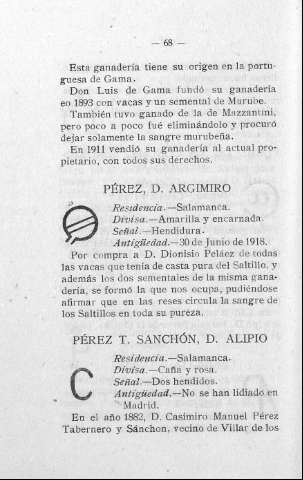 — 68 —
Esta ganadería tiene su origen en la portu-
guesa de Gama.
Don Luis de Gama fundó su ganadería
eo 1893 con vacas y un semental de Murube.
También tuvo ganado de la de Mazzantini,
pero poco a poco fué eliminándolo y procuró
dejar solamente la sangre murubeña.
En 1911 vendió su ganadería al actual pro-
pietario, con todos sus derechos.
PÉREZ, D. ARGIMIRO
Residencia.—Salamanca.
Divisa.—Amarilla y encarnada.
Señal.—Hendidura.
Antigüedad.—30 de Junio de 1918.
Por compra a D. Dionisio Peláez de todas
las vacas que tenía de casta pura del Saltillo, y
además los dos sementales de la misma gana-
dería, se formó la que nos ocupa, pudiéndose
afirmar que en las reses circula la sangre de
los Saltillos en toda su pureza.
PÉREZ T. SANCHÓN, D. ALIPIO
Residencia.—Salamanca.
Divisa.—Caña y rosa.
Señal.—Dos hendidos.
Antigüedad.—No se han lidiado en
Madrid.
C
En el año 1882, D. Casimiro Manuel Pérez
Tabernero y Sánchon, vecino de Villar de los